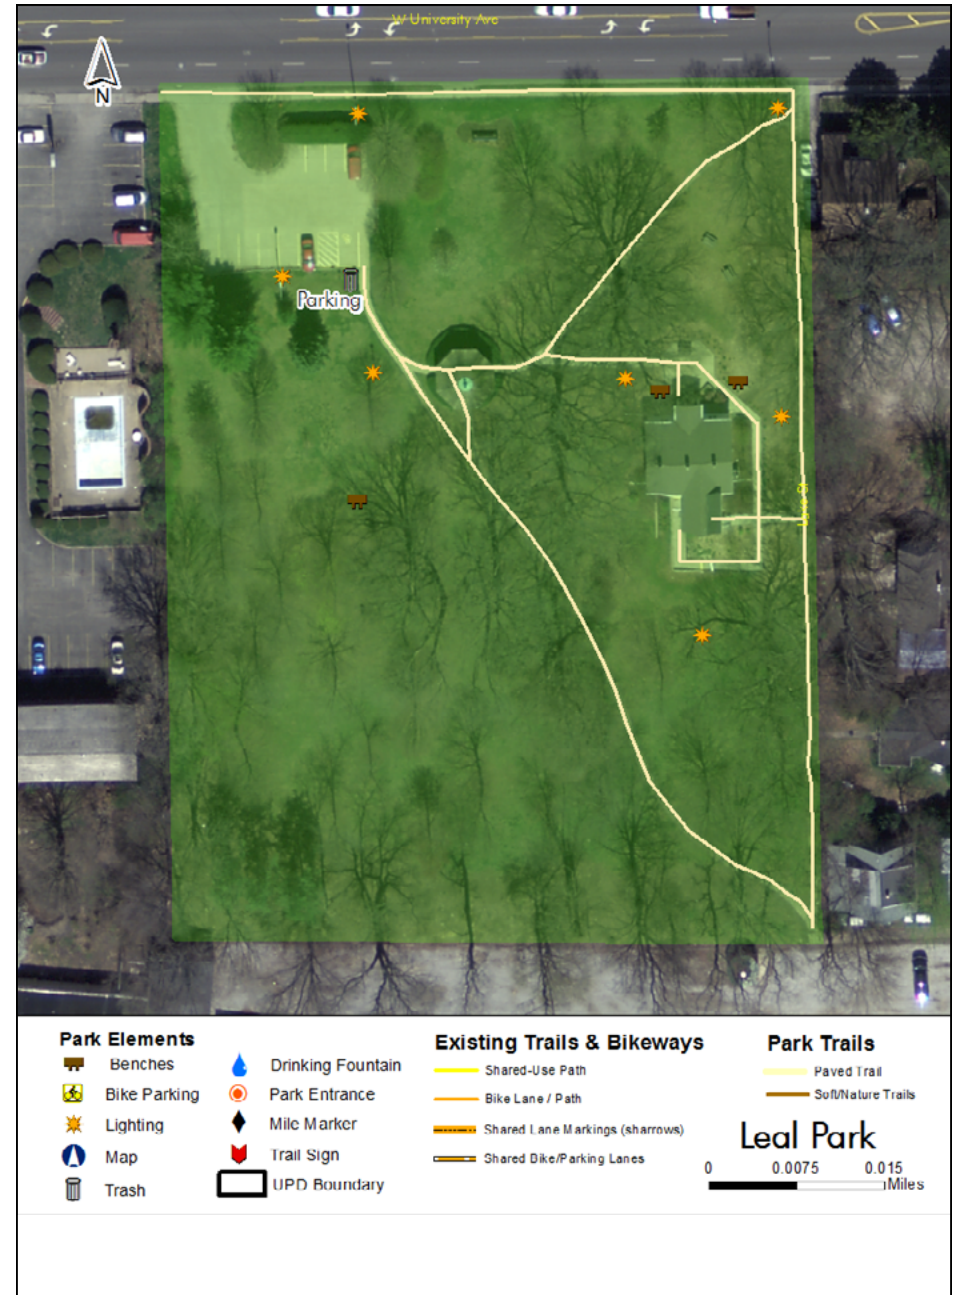 W University Ave
N
Parking
Park Elements
Benches
Bike Parking
Lighting
Map
Trash
Drinking Fountain
Park Entrance
Mile Marker
Trail Sign
UPD Boundary
Existing Trails & Bikeways
Shared-Use Path
Bike Lane / Path
Shared Lane Markings (sharrows)
Shared Bike/Parking Lanes
Park Trails
Paved Trail
Soft/Nature Trails
Leal Park
0 0.0075 0.015
Miles